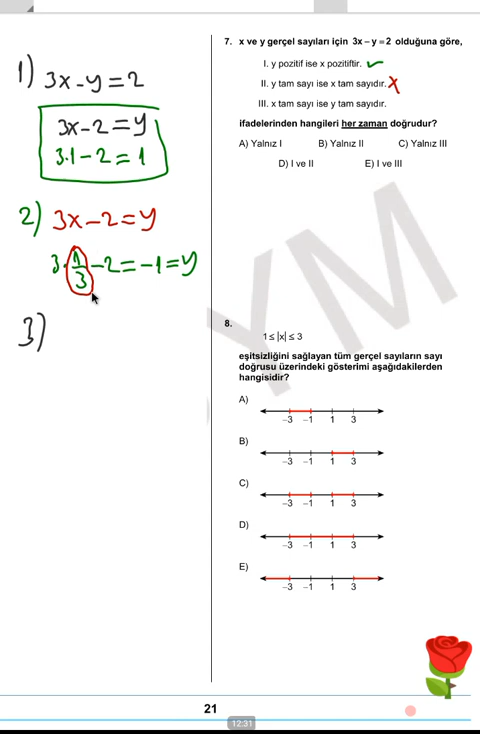 1) 3x-y=2
3x-2=y
3.1-2=1
2) 3x-2=y
3.1/3-2=-1=y
3)
7. x ve y gerçel sayıları için 3x – y = 2 olduğuna göre,
I. y pozitif ise x pozitiftir.
II. y tam sayı ise x tam sayıdır.
III. x tam sayı ise y tam sayıdır.
ifadelerinden hangileri her zaman doğrudur?
A) Yalnız I B) Yalnız II C) Yalnız III
D) I ve II E) I ve III
8.
1 ≤ |x| ≤ 3
eşitsizliğini sağlayan tüm gerçel sayıların sayı
doğrusu üzerindeki gösterimi aşağıdakilerden
hangisidir?
A)
–3 –1 1 3
B)
–3 –1 1 3
C)
–3 –1 1 3
D)
–3 –1 1 3
E)
–3 –1 1 3
YM
21
12:31